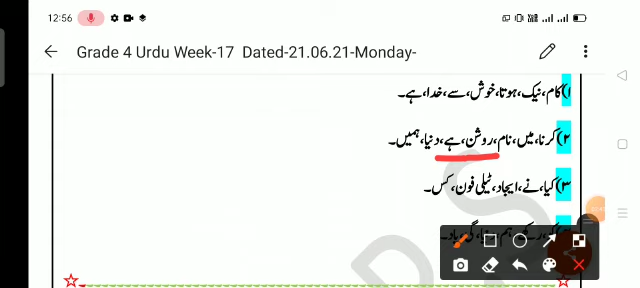 12:56
Grade 4 Urdu Week-17 Dated-21.06.21-Monday-
۱) کام، نیک، ہوتا، خوش، سے، خدا، ہے۔
۲) کرنا، میں، نام، روشن، ہے، دنیا، ہمیں۔
۳) کیا، نے، ایجاد، ٹیلی فون، کس۔